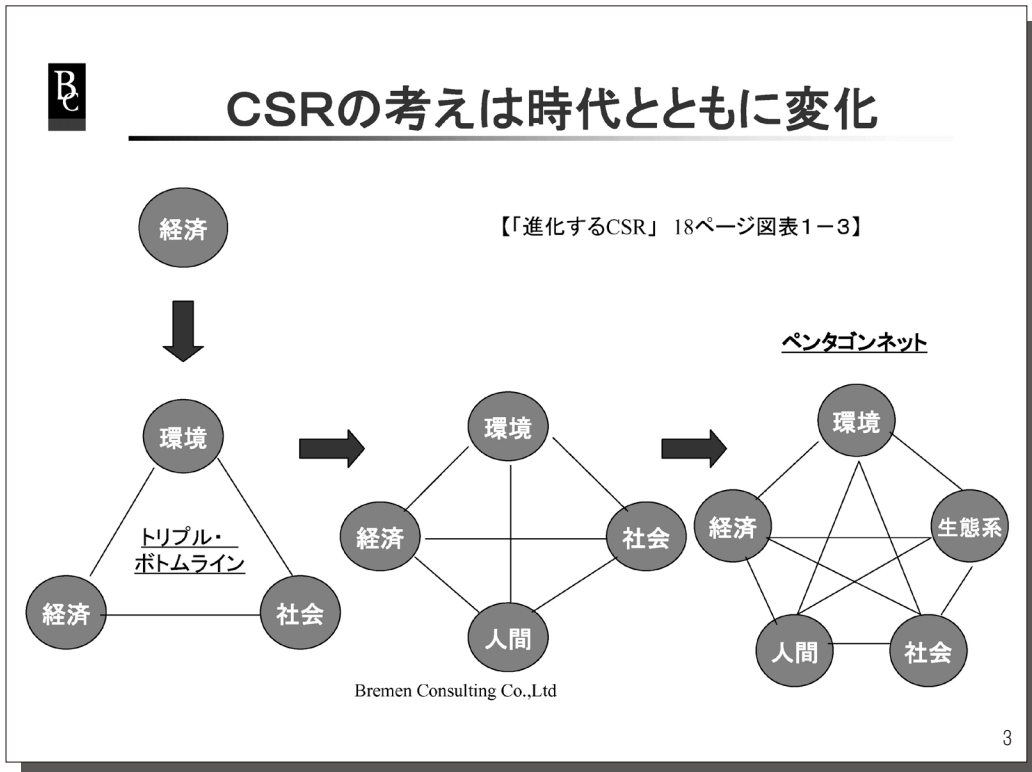 BC
CSRの考えは時代とともに変化
経済
【「進化するCSR」 18ページ図表1－3】
ペンタゴンネット
環境
トリプル・
ボトムライン
経済
社会
環境
経済
社会
人間
環境
経済
生態系
人間
社会
Bremen Consulting Co.,Ltd
3